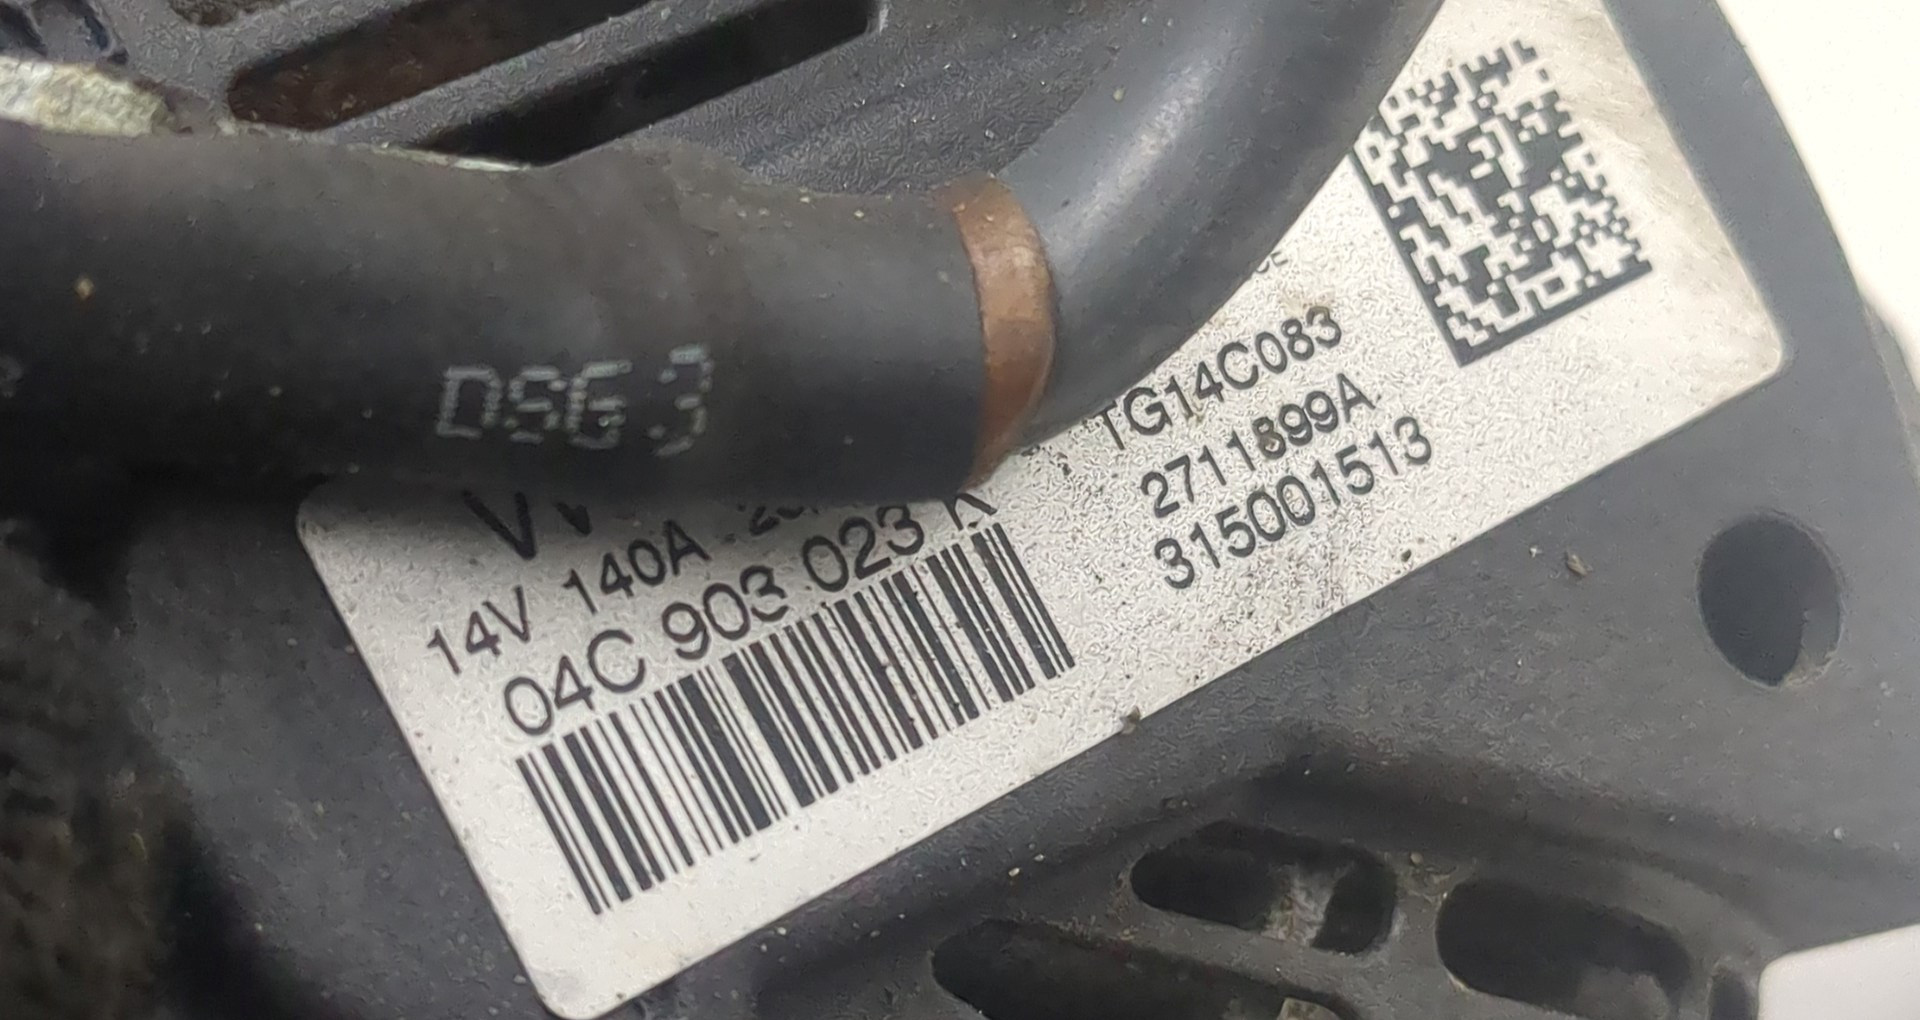 DSG 3
TG14C083
2711899A
315001513
14V 140A
04C 903 023 K